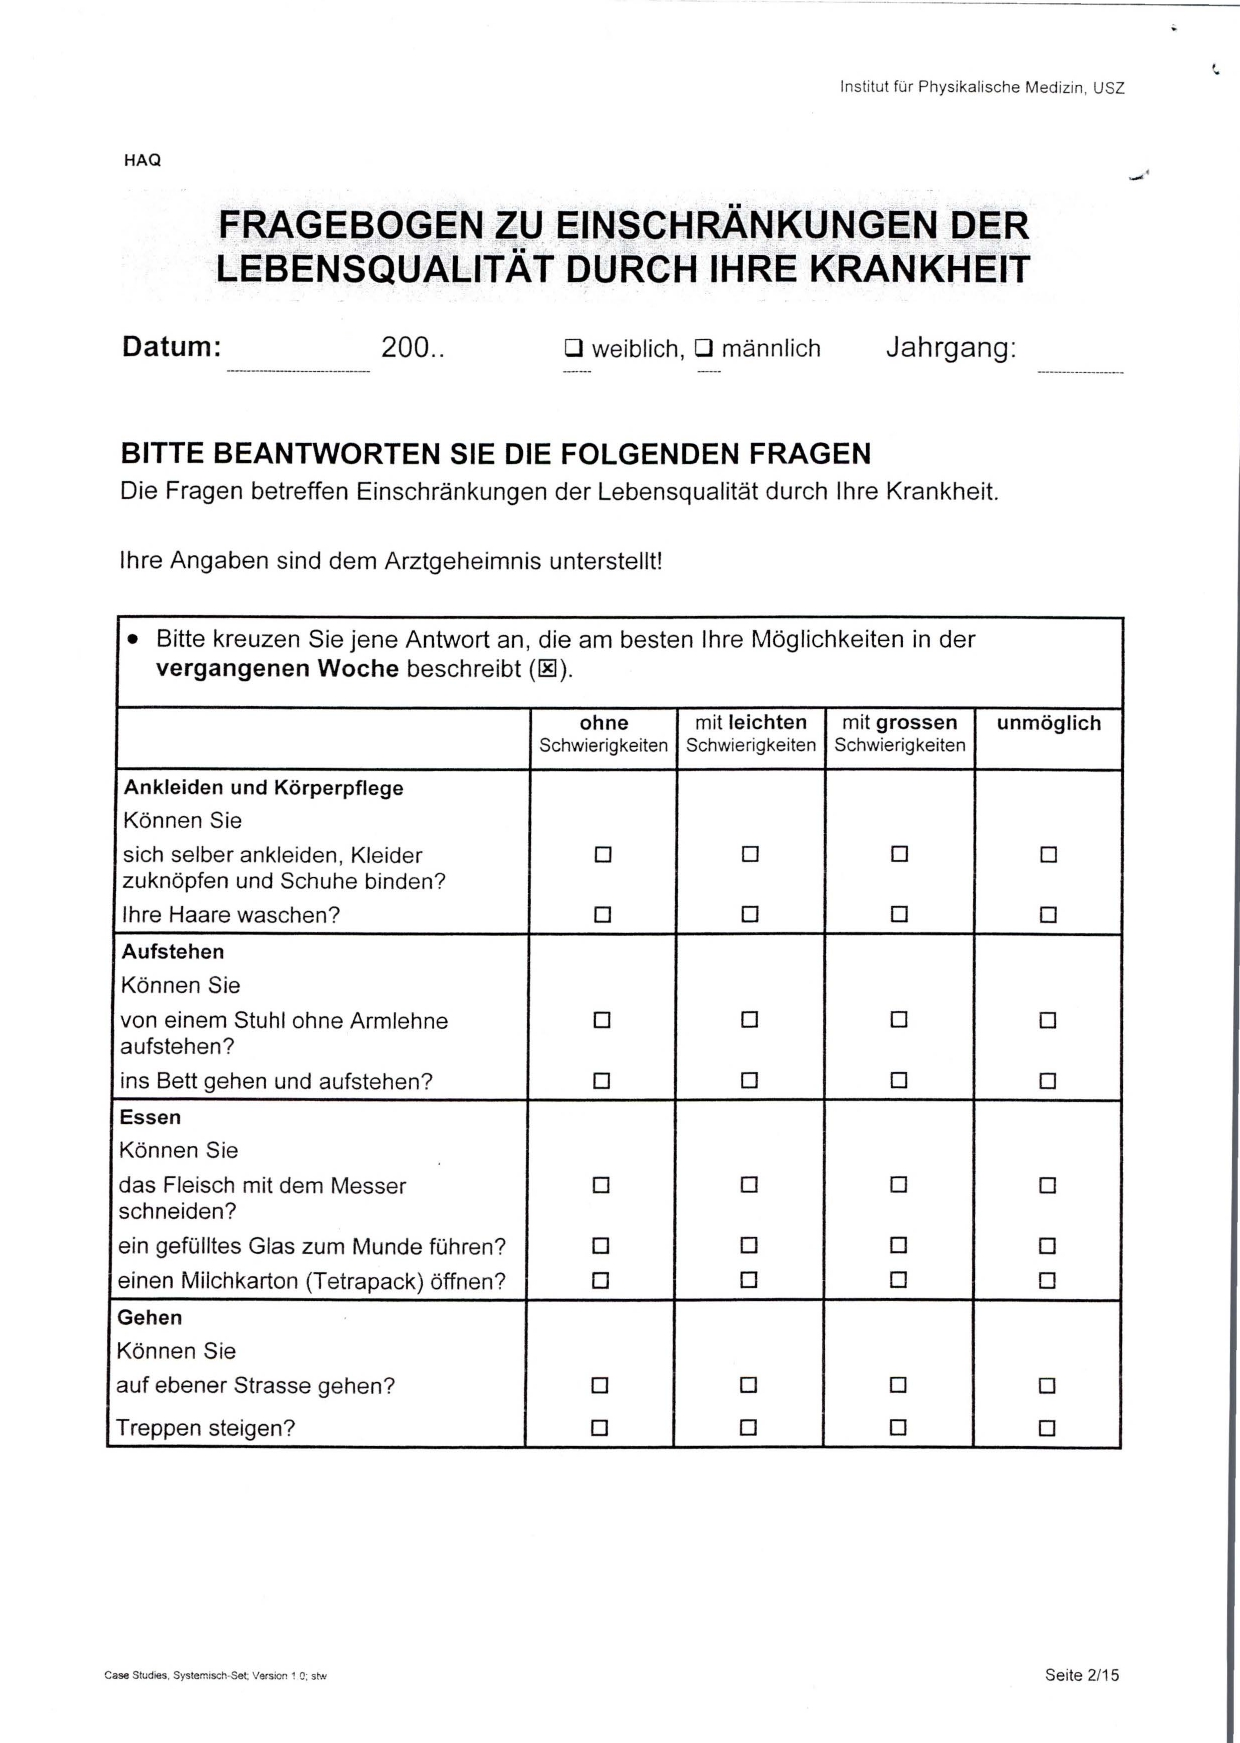 Institut für Physikalische Medizin, USZ
HAQ
FRAGEBOGEN ZU EINSCHRÄNKUNGEN DER
LEBENSQUALITÄT DURCH IHRE KRANKHEIT
Datum: 200.. ❑ weiblich, ❑ männlich Jahrgang:
BITTE BEANTWORTEN SIE DIE FOLGENDEN FRAGEN
Die Fragen betreffen Einschränkungen der Lebensqualität durch Ihre Krankheit.
Ihre Angaben sind dem Arztgeheimnis unterstellt!
• Bitte kreuzen Sie jene Antwort an, die am besten Ihre Möglichkeiten in der
vergangenen Woche beschreibt (☒).
ohne mit leichten mit grossen unmöglich
Schwierigkeiten Schwierigkeiten Schwierigkeiten
Ankleiden und Körperpflege
Können Sie
sich selber ankleiden, Kleider ☐ ☐ ☐ ☐
zuknöpfen und Schuhe binden?
Ihre Haare waschen? ☐ ☐ ☐ ☐
Aufstehen
Können Sie
von einem Stuhl ohne Armlehne ☐ ☐ ☐ ☐
aufstehen?
ins Bett gehen und aufstehen? ☐ ☐ ☐ ☐
Essen
Können Sie
das Fleisch mit dem Messer ☐ ☐ ☐ ☐
schneiden?
ein gefülltes Glas zum Munde führen? ☐ ☐ ☐ ☐
einen Milchkarton (Tetrapack) öffnen? ☐ ☐ ☐ ☐
Gehen
Können Sie
auf ebener Strasse gehen? ☐ ☐ ☐ ☐
Treppen steigen? ☐ ☐ ☐ ☐
Case Studies, Systemisch-Set; Version 1.0; stw Seite 2/15